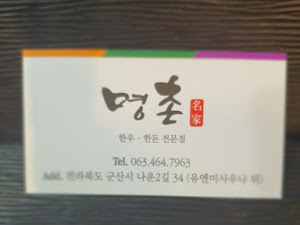 명촌 名家
한우 · 한돈 전문점
Tel. 063.464.7963
Add. 전라북도 군산시 나운2길 34 (유앤미사우나 뒤)